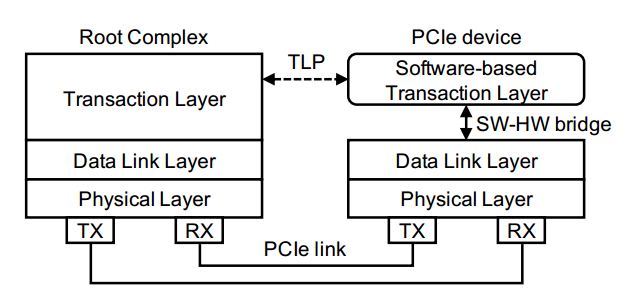 Root Complex
PCIe device
TLP
Transaction Layer
Software-based
Transaction Layer
SW-HW bridge
Data Link Layer
Data Link Layer
Physical Layer
Physical Layer
TX
RX
TX
RX
PCIe link